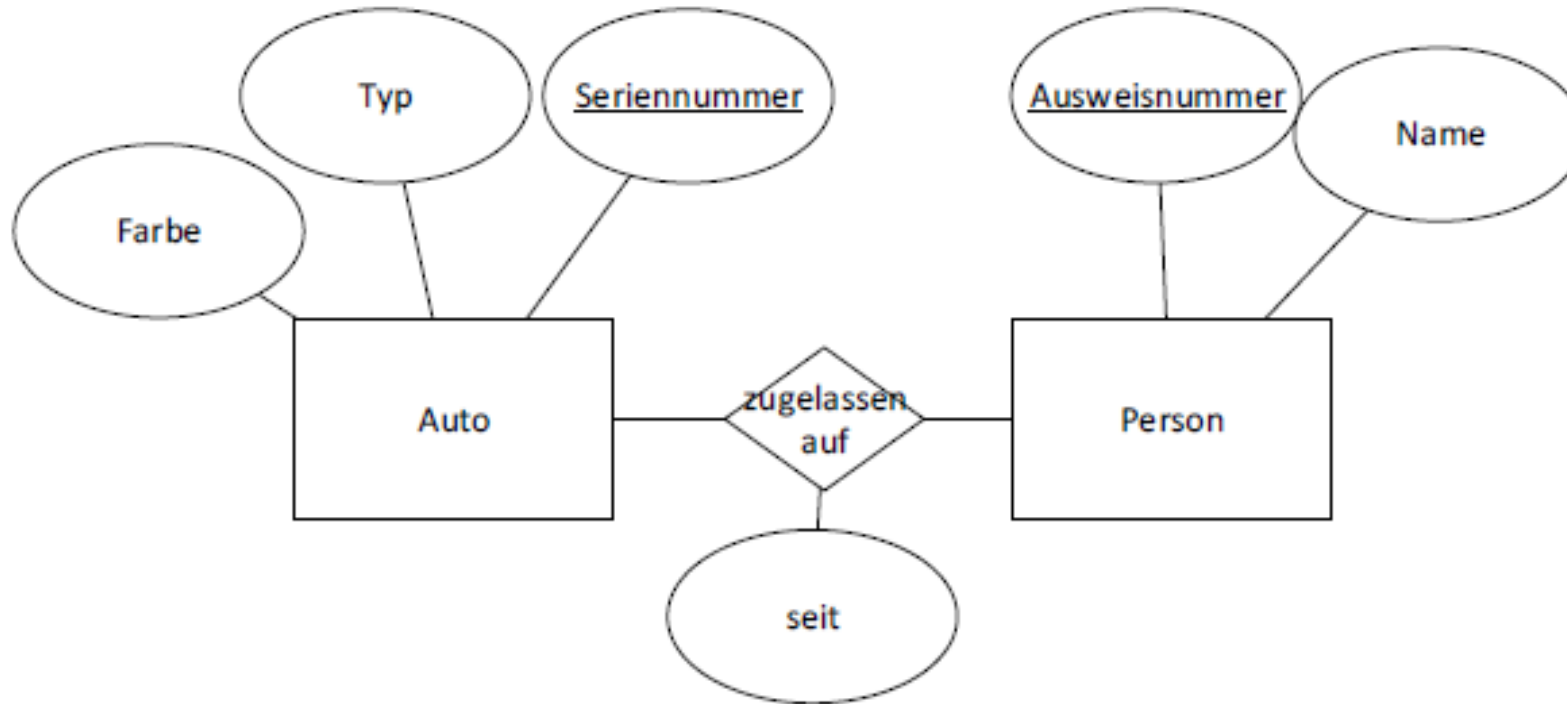 Typ
Seriennummer
Ausweisnummer
Name
Farbe
Auto
zugelassen
auf
Person
seit